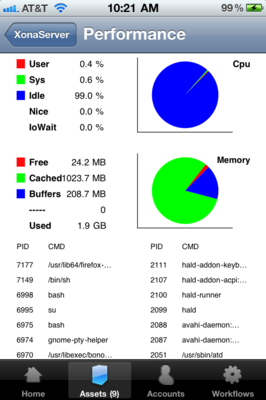 AT&T 10:21 AM 99%
XonaServer Performance
User 0.4 % Cpu
Sys 0.6 %
Idle 99.0 %
Nice 0.0 %
IoWait 0.0 %
Free 24.2 MB Memory
Cached 1023.7 MB
Buffers 208.7 MB
----- 0
Used 1.9 GB
PID CMD PID CMD
7177 /usr/lib64/firefox-... 2111 hald-addon-keyb...
7149 /bin/sh 2107 hald-addon-acpi:...
6998 bash 2100 hald-runner
6995 su 2099 hald
6975 bash 2088 avahi-daemon:...
6974 gnome-pty-helper 2087 avahi-daemon:...
6970 /usr/libexec/bono... 2051 /usr/sbin/atd
Home Assets (9) Accounts Workflows